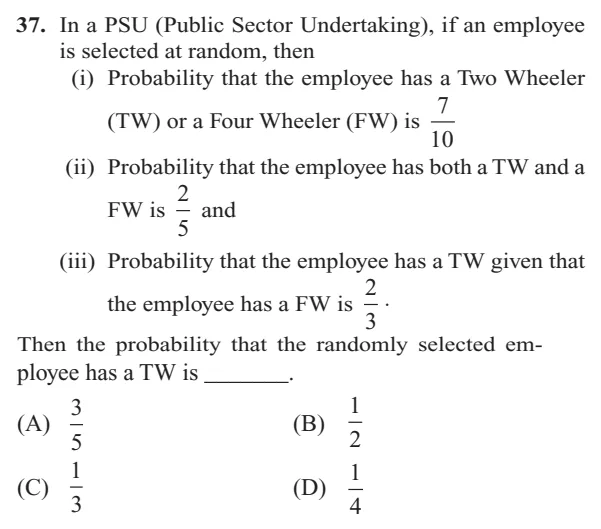 37. In a PSU (Public Sector Undertaking), if an employee
is selected at random, then
(i) Probability that the employee has a Two Wheeler
(TW) or a Four Wheeler (FW) is 7/10
(ii) Probability that the employee has both a TW and a
FW is 2/5 and
(iii) Probability that the employee has a TW given that
the employee has a FW is 2/3 .
Then the probability that the randomly selected em-
ployee has a TW is ________.
(A) 3/5 (B) 1/2
(C) 1/3 (D) 1/4